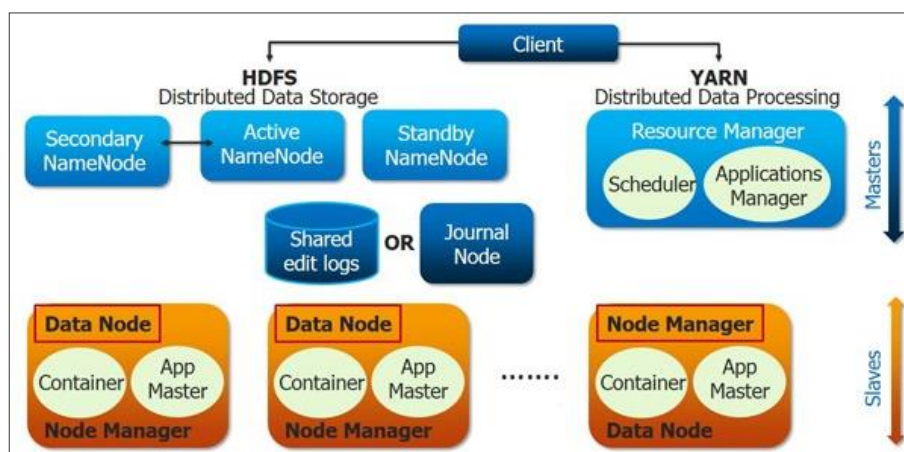 Client
HDFS
Distributed Data Storage
YARN
Distributed Data Processing
Secondary
NameNode
Active
NameNode
Standby
NameNode
Resource Manager
Scheduler
Applications
Manager
Masters
Shared
edit logs
OR
Journal
Node
Data Node
Container
App
Master
Node Manager
Data Node
Container
App
Master
Node Manager
.......
Node Manager
Container
App
Master
Data Node
Slaves